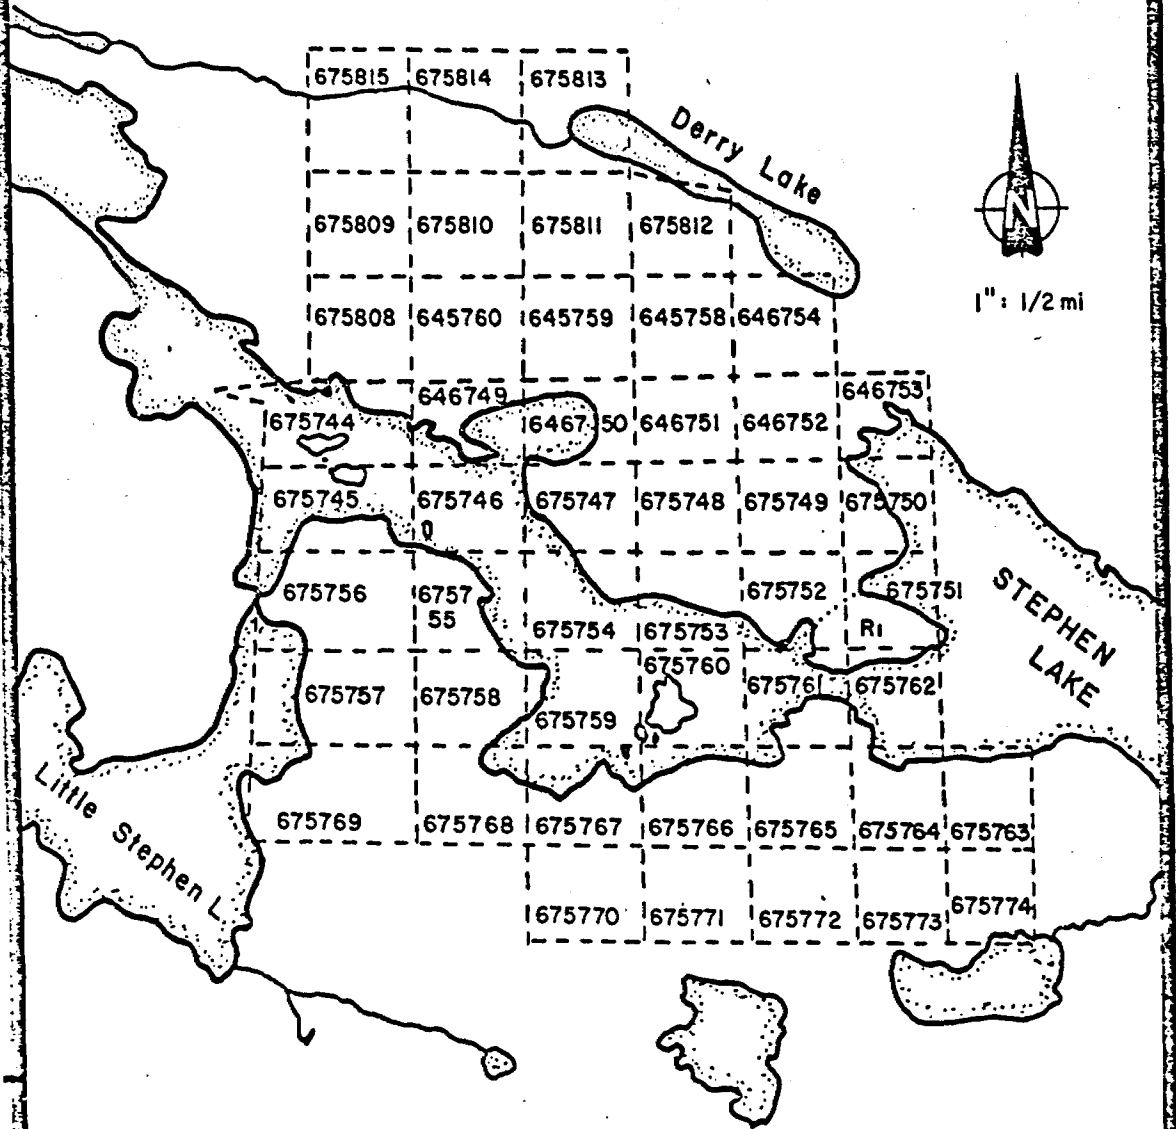 675815 675814 675813
Derry Lake
675809 675810 675811 675812
N
1": 1/2 mi
675808 645760 645759 645758 646754
646749 646753
675744 6467 50 646751 646752
675745 675746 675747 675748 675749 675750
675756 6757 675752 675751
55
STEPHEN
LAKE
675754 675753 R1
675760
675757 675758 67576 675762
675759
Little Stephen L.
675769 675768 675767 675766 675765 675764 675763
675770 675771 675772 675773 675774